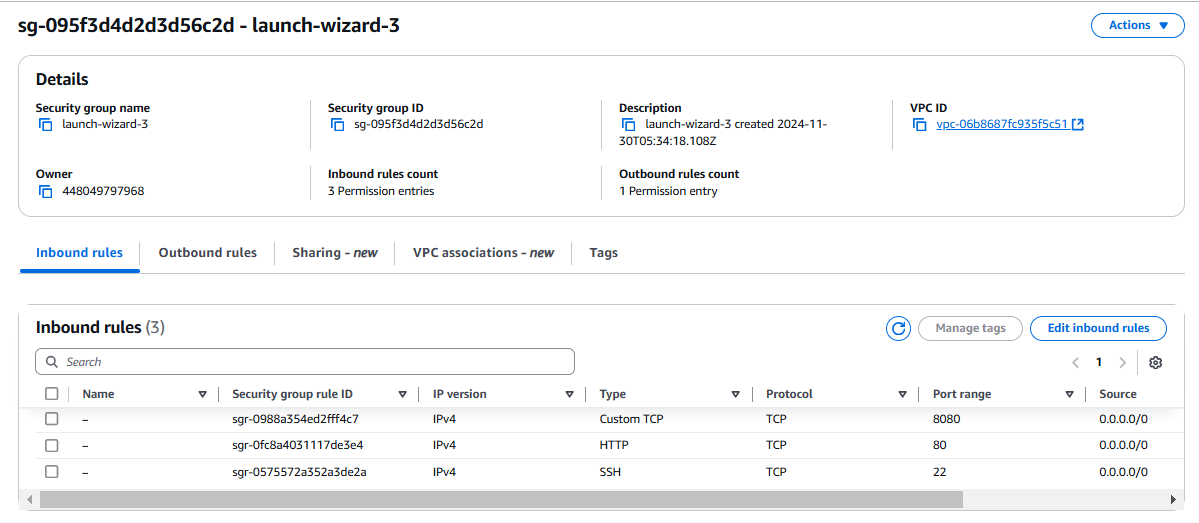 sg-095f3d4d2d3d56c2d - launch-wizard-3
Actions
Details
Security group name
launch-wizard-3
Security group ID
sg-095f3d4d2d3d56c2d
Description
launch-wizard-3 created 2024-11-
30T05:34:18.108Z
VPC ID
vpc-06b8687fc935f5c51
Owner
448049797968
Inbound rules count
3 Permission entries
Outbound rules count
1 Permission entry
Inbound rules Outbound rules Sharing - new VPC associations - new Tags
Inbound rules (3)
Manage tags
Edit inbound rules
Search
1
Name Security group rule ID IP version Type Protocol Port range Source
– sgr-0988a354ed2fff4c7 IPv4 Custom TCP TCP 8080 0.0.0.0/0
– sgr-0fc8a4031117de3e4 IPv4 HTTP TCP 80 0.0.0.0/0
– sgr-0575572a352a3de2a IPv4 SSH TCP 22 0.0.0.0/0